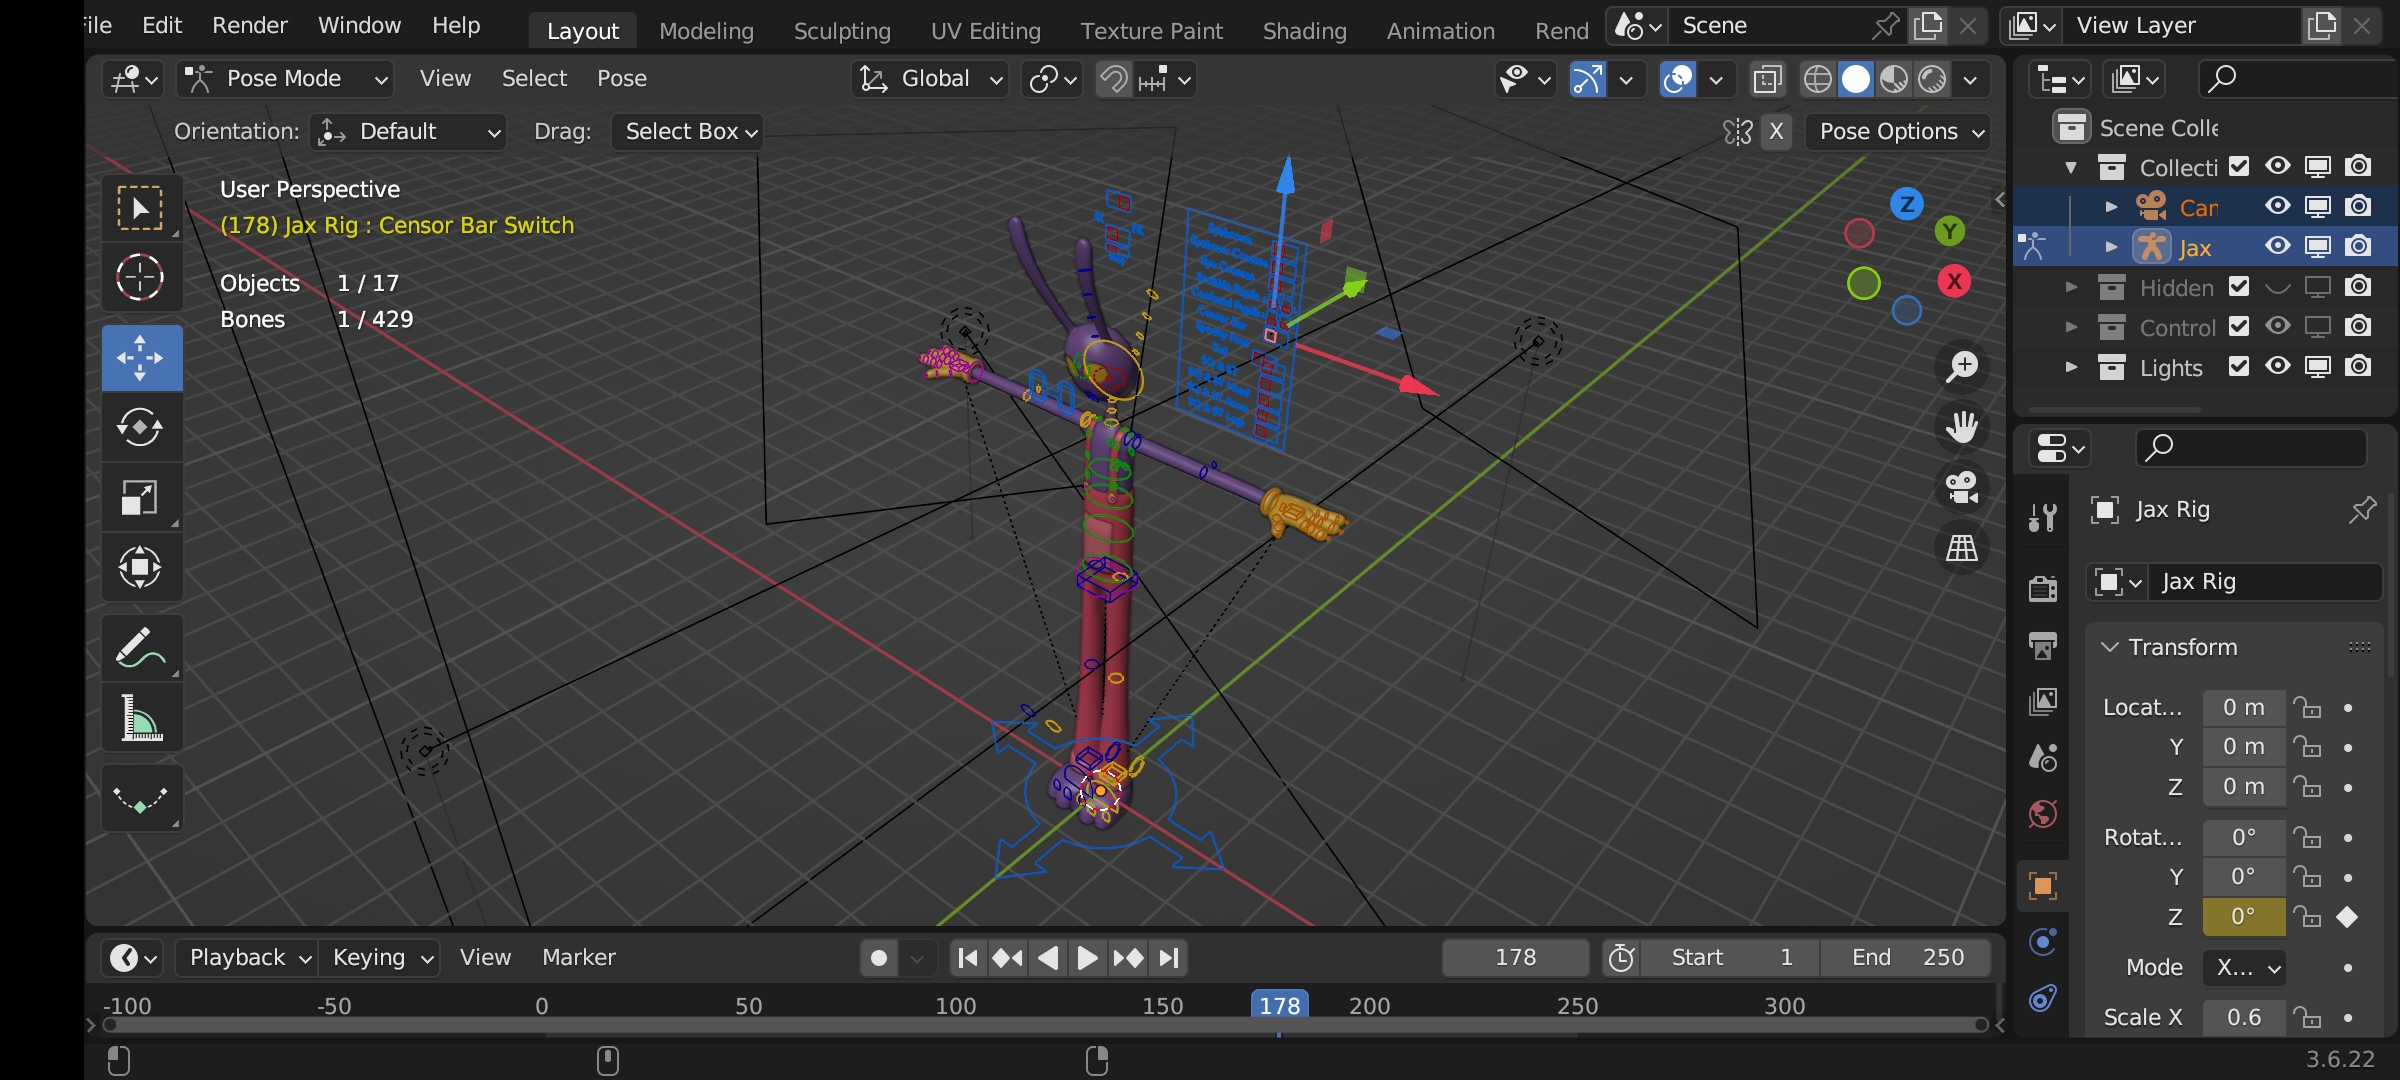 ile Edit Render Window Help Layout Modeling Sculpting UV Editing Texture Paint Shading Animation Rend Scene View Layer
Pose Mode View Select Pose Global
Orientation: Default Drag: Select Box X Pose Options
User Perspective
(178) Jax Rig : Censor Bar Switch
Objects 1 / 17
Bones 1 / 429
Z
Y
X
Scene Colle
Collecti
Can
Jax
Hidden
Control
Lights
Jax Rig
Jax Rig
Transform
Locat... 0 m
Y 0 m
Z 0 m
Rotat... 0°
Y 0°
Z 0°
Mode X...
Scale X 0.6
Playback Keying View Marker 178 Start 1 End 250
-100 -50 0 50 100 150 178 200 250 300
3.6.22